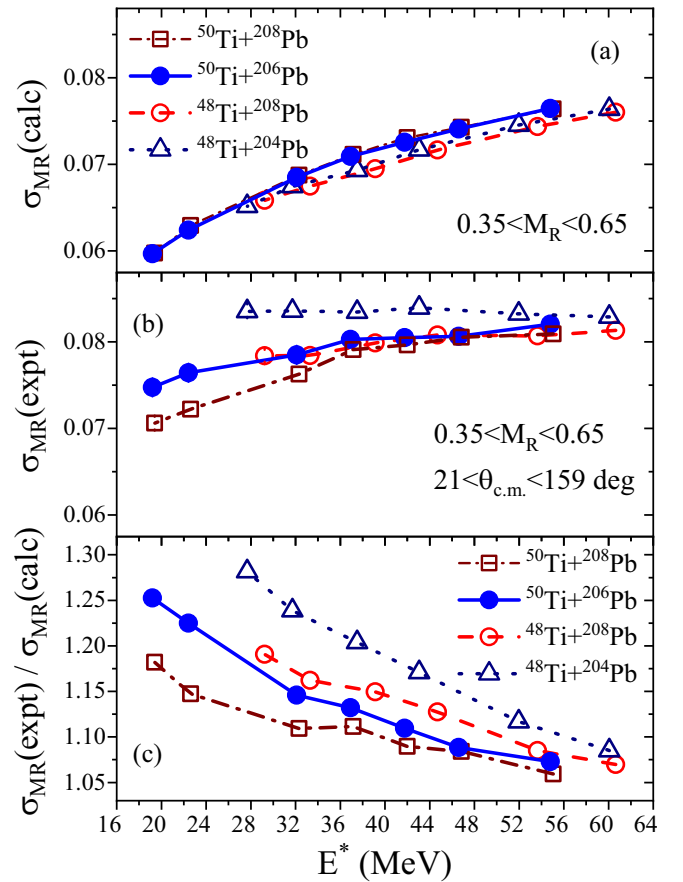 (a)
⁵⁰Ti+²⁰⁸Pb
⁵⁰Ti+²⁰⁶Pb
⁴⁸Ti+²⁰⁸Pb
⁴⁸Ti+²⁰⁴Pb
0.35<M_R<0.65
0.08
0.07
0.06
σ_MR(calc)
(b)
0.35<M_R<0.65
21<θ_c.m.<159 deg
0.08
0.07
0.06
σ_MR(expt)
⁵⁰Ti+²⁰⁸Pb
⁵⁰Ti+²⁰⁶Pb
⁴⁸Ti+²⁰⁸Pb
⁴⁸Ti+²⁰⁴Pb
(c)
1.30
1.25
1.20
1.15
1.10
1.05
σ_MR(expt) / σ_MR(calc)
16 20 24 28 32 36 40 44 48 52 56 60 64
E* (MeV)